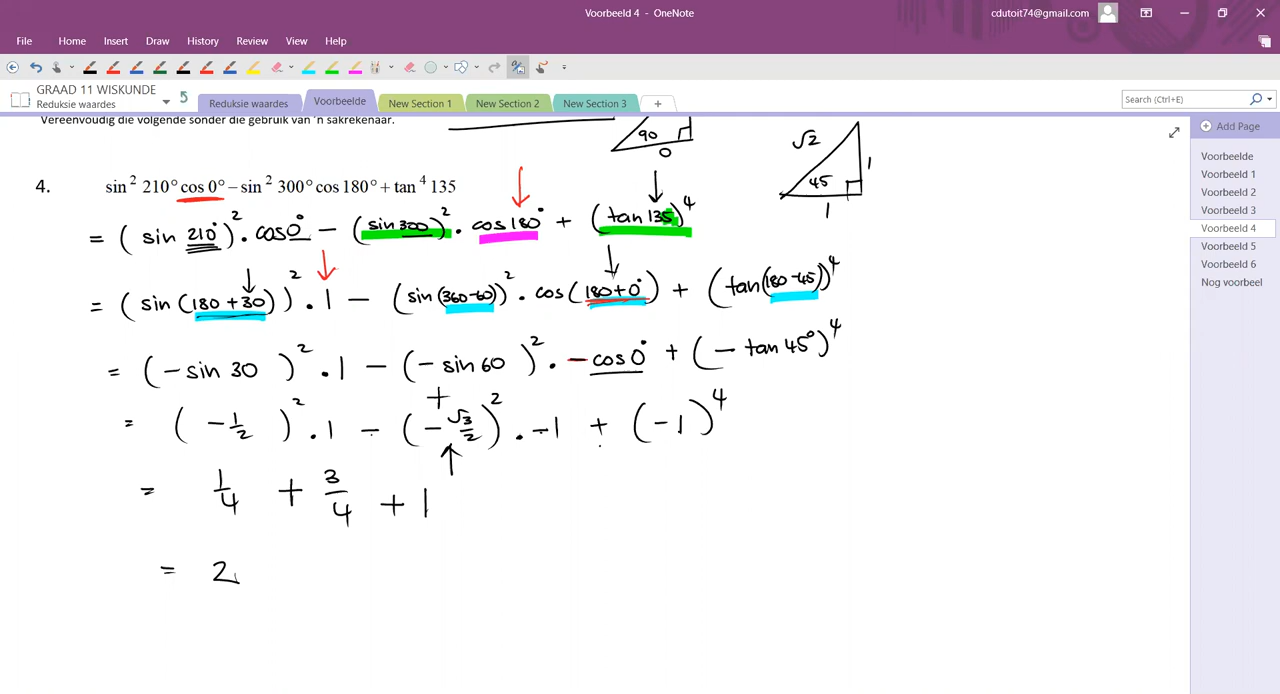 Voorbeeld 4 - OneNote
cdutoit74@gmail.com
File Home Insert Draw History Review View Help
GRAAD 11 WISKUNDE
Reduksie waardes
Reduksie waardes Voorbeelde New Section 1 New Section 2 New Section 3 +
Search (Ctrl+E)
Add Page
Voorbeelde
Voorbeeld 1
Voorbeeld 2
Voorbeeld 3
Voorbeeld 4
Voorbeeld 5
Voorbeeld 6
Nog voorbeel
Vereenvoudig die volgende sonder die gebruik van 'n sakrekenaar.
90
0
√2
45
1
1
4. sin² 210° cos 0° – sin² 300° cos 180° + tan⁴ 135
= (sin 210°)² . cos 0° – (sin 300)² . cos 180° + (tan 135)⁴
= (sin (180 + 30))² . 1 – (sin (360-60))² . cos (180+0°) + (tan (180-45))⁴
= (- sin 30)² . 1 – (- sin 60)² . - cos 0° + (- tan 45°)⁴
+
= (- 1/2)² . 1 - (- √3/2)² . -1 + (-1)⁴
= 1/4 + 3/4 + 1
= 2